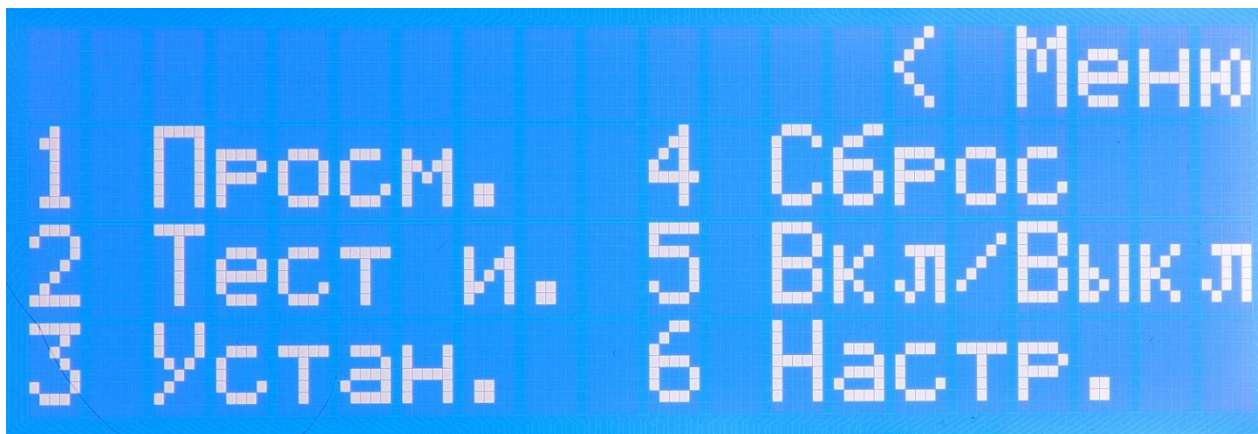 < Меню
1 Просм. 4 Сброс
2 Тест и. 5 Вкл/Выкл
3 Устан. 6 Настр.